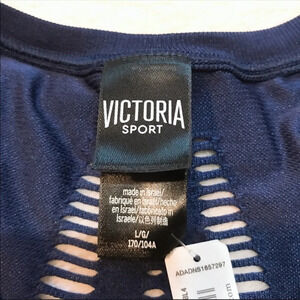 VICTORIA
SPORT
made in Israel/
fabriqué en Israël/hecho
en Israel/fabricado em
Israel/以色列制造
L/G/
170/104A
ADADNS1657297